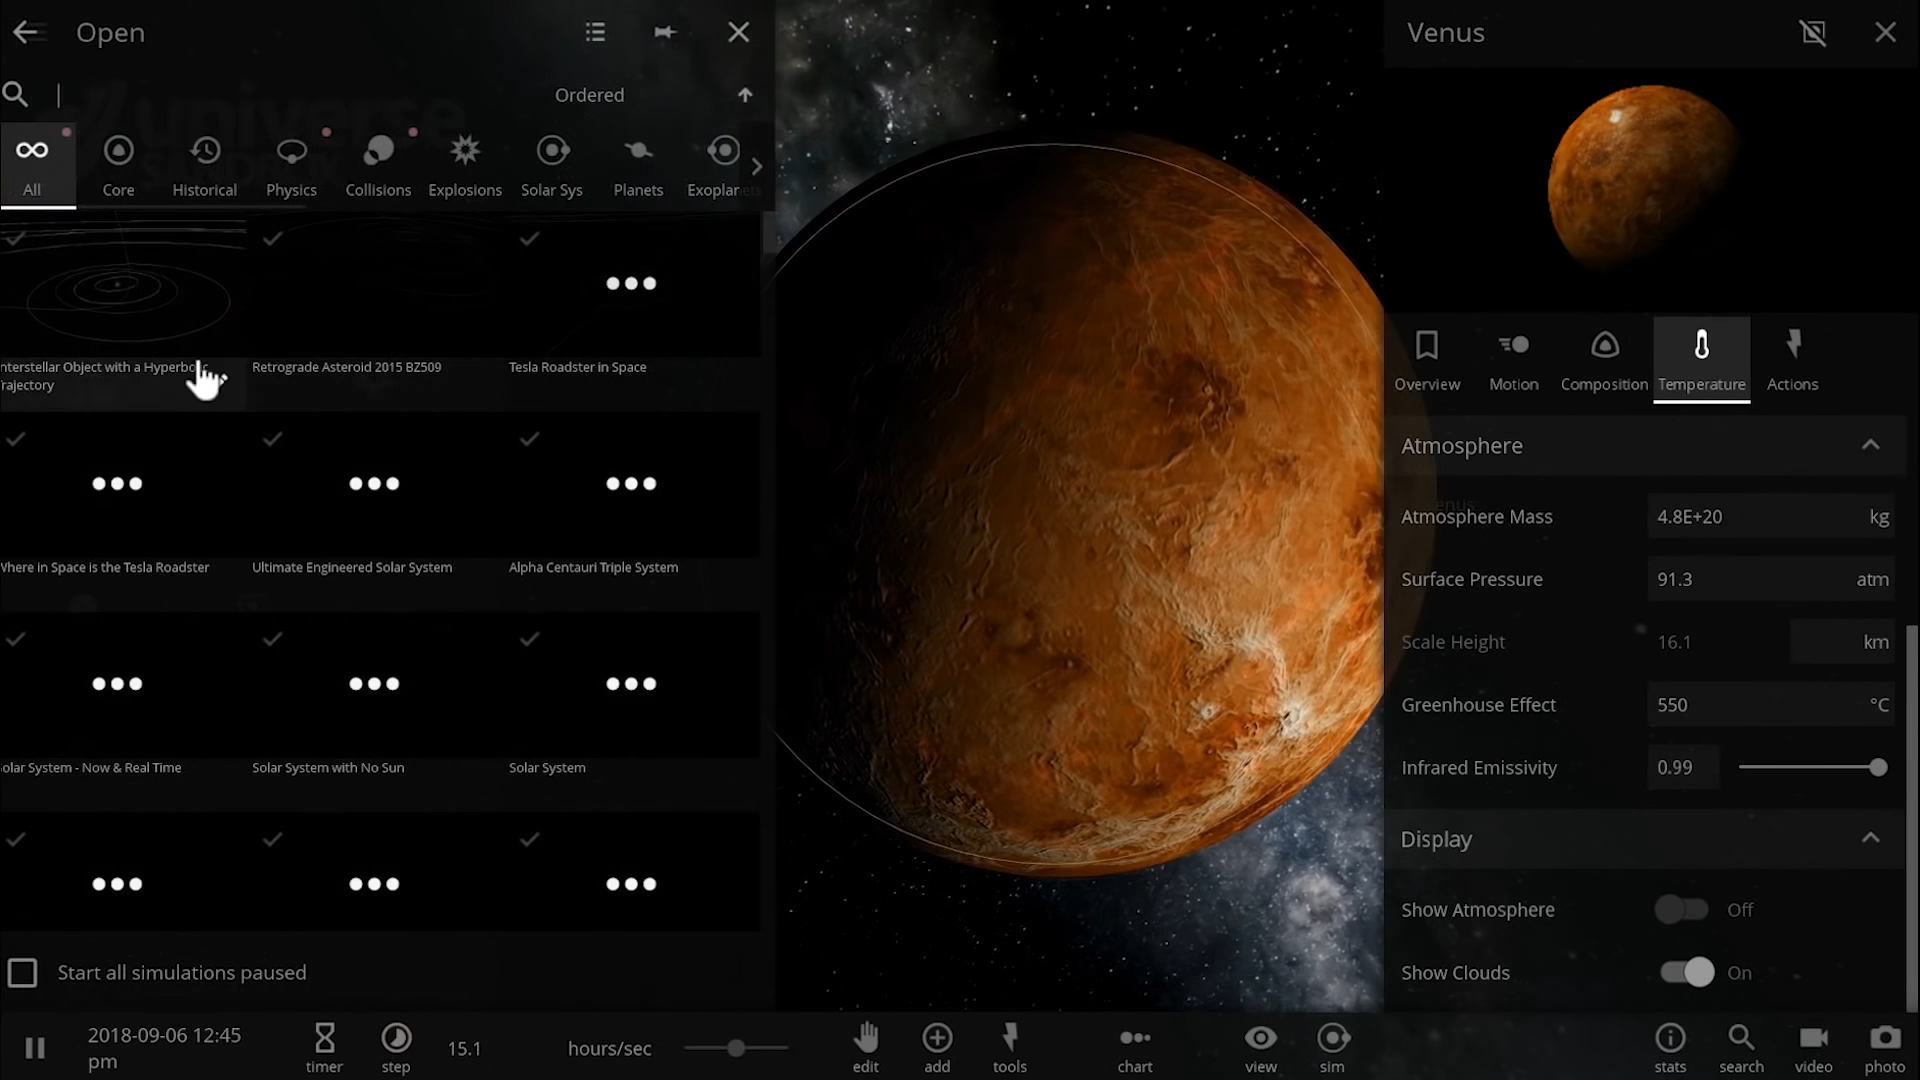 Open
Ordered
universe
SANDBOX
All
Core
Historical
Physics
Collisions
Explosions
Solar Sys
Planets
Exoplanets
nterstellar Object with a Hyperbolic
rajectory
Retrograde Asteroid 2015 BZ509
Tesla Roadster in Space
Where in Space is the Tesla Roadster
Ultimate Engineered Solar System
Alpha Centauri Triple System
olar System - Now & Real Time
Solar System with No Sun
Solar System
Start all simulations paused
2018-09-06 12:45
pm
timer
step
15.1
hours/sec
edit
add
tools
chart
view
sim
stats
search
video
photo
Venus
Overview
Motion
Composition
Temperature
Actions
Atmosphere
Venus
Atmosphere Mass
4.8E+20
kg
Surface Pressure
91.3
atm
Scale Height
16.1
km
Greenhouse Effect
550
°C
Infrared Emissivity
0.99
Display
Show Atmosphere
Off
Show Clouds
On